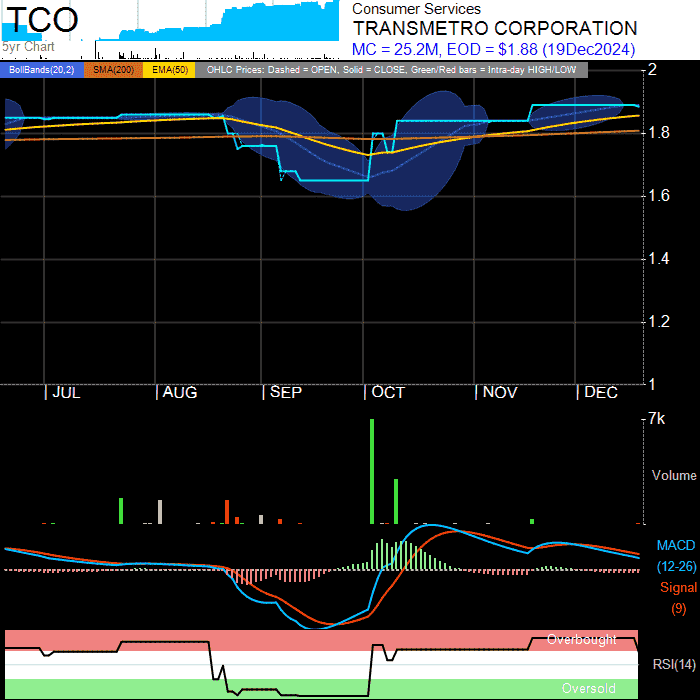 TCO
5yr Chart
Consumer Services
TRANSMETRO CORPORATION
MC = 25.2M, EOD = $1.88 (19Dec2024)
BollBands(20,2) SMA(200) EMA(50) OHLC Prices: Dashed = OPEN, Solid = CLOSE, Green/Red bars = Intra-day HIGH/LOW
2
1.8
1.6
1.4
1.2
1
| JUL | AUG | SEP | OCT | NOV | DEC
7k
Volume
MACD
(12-26)
Signal
(9)
Overbought
RSI(14)
Oversold